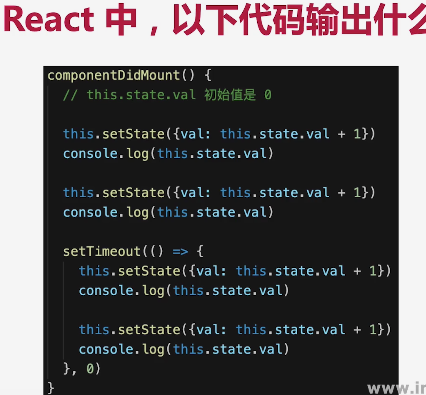 React 中，以下代码输出什么
componentDidMount() {
// this.state.val 初始值是 0
this.setState({val: this.state.val + 1})
console.log(this.state.val)
this.setState({val: this.state.val + 1})
console.log(this.state.val)
setTimeout(() => {
this.setState({val: this.state.val + 1})
console.log(this.state.val)
this.setState({val: this.state.val + 1})
console.log(this.state.val)
}, 0)
}